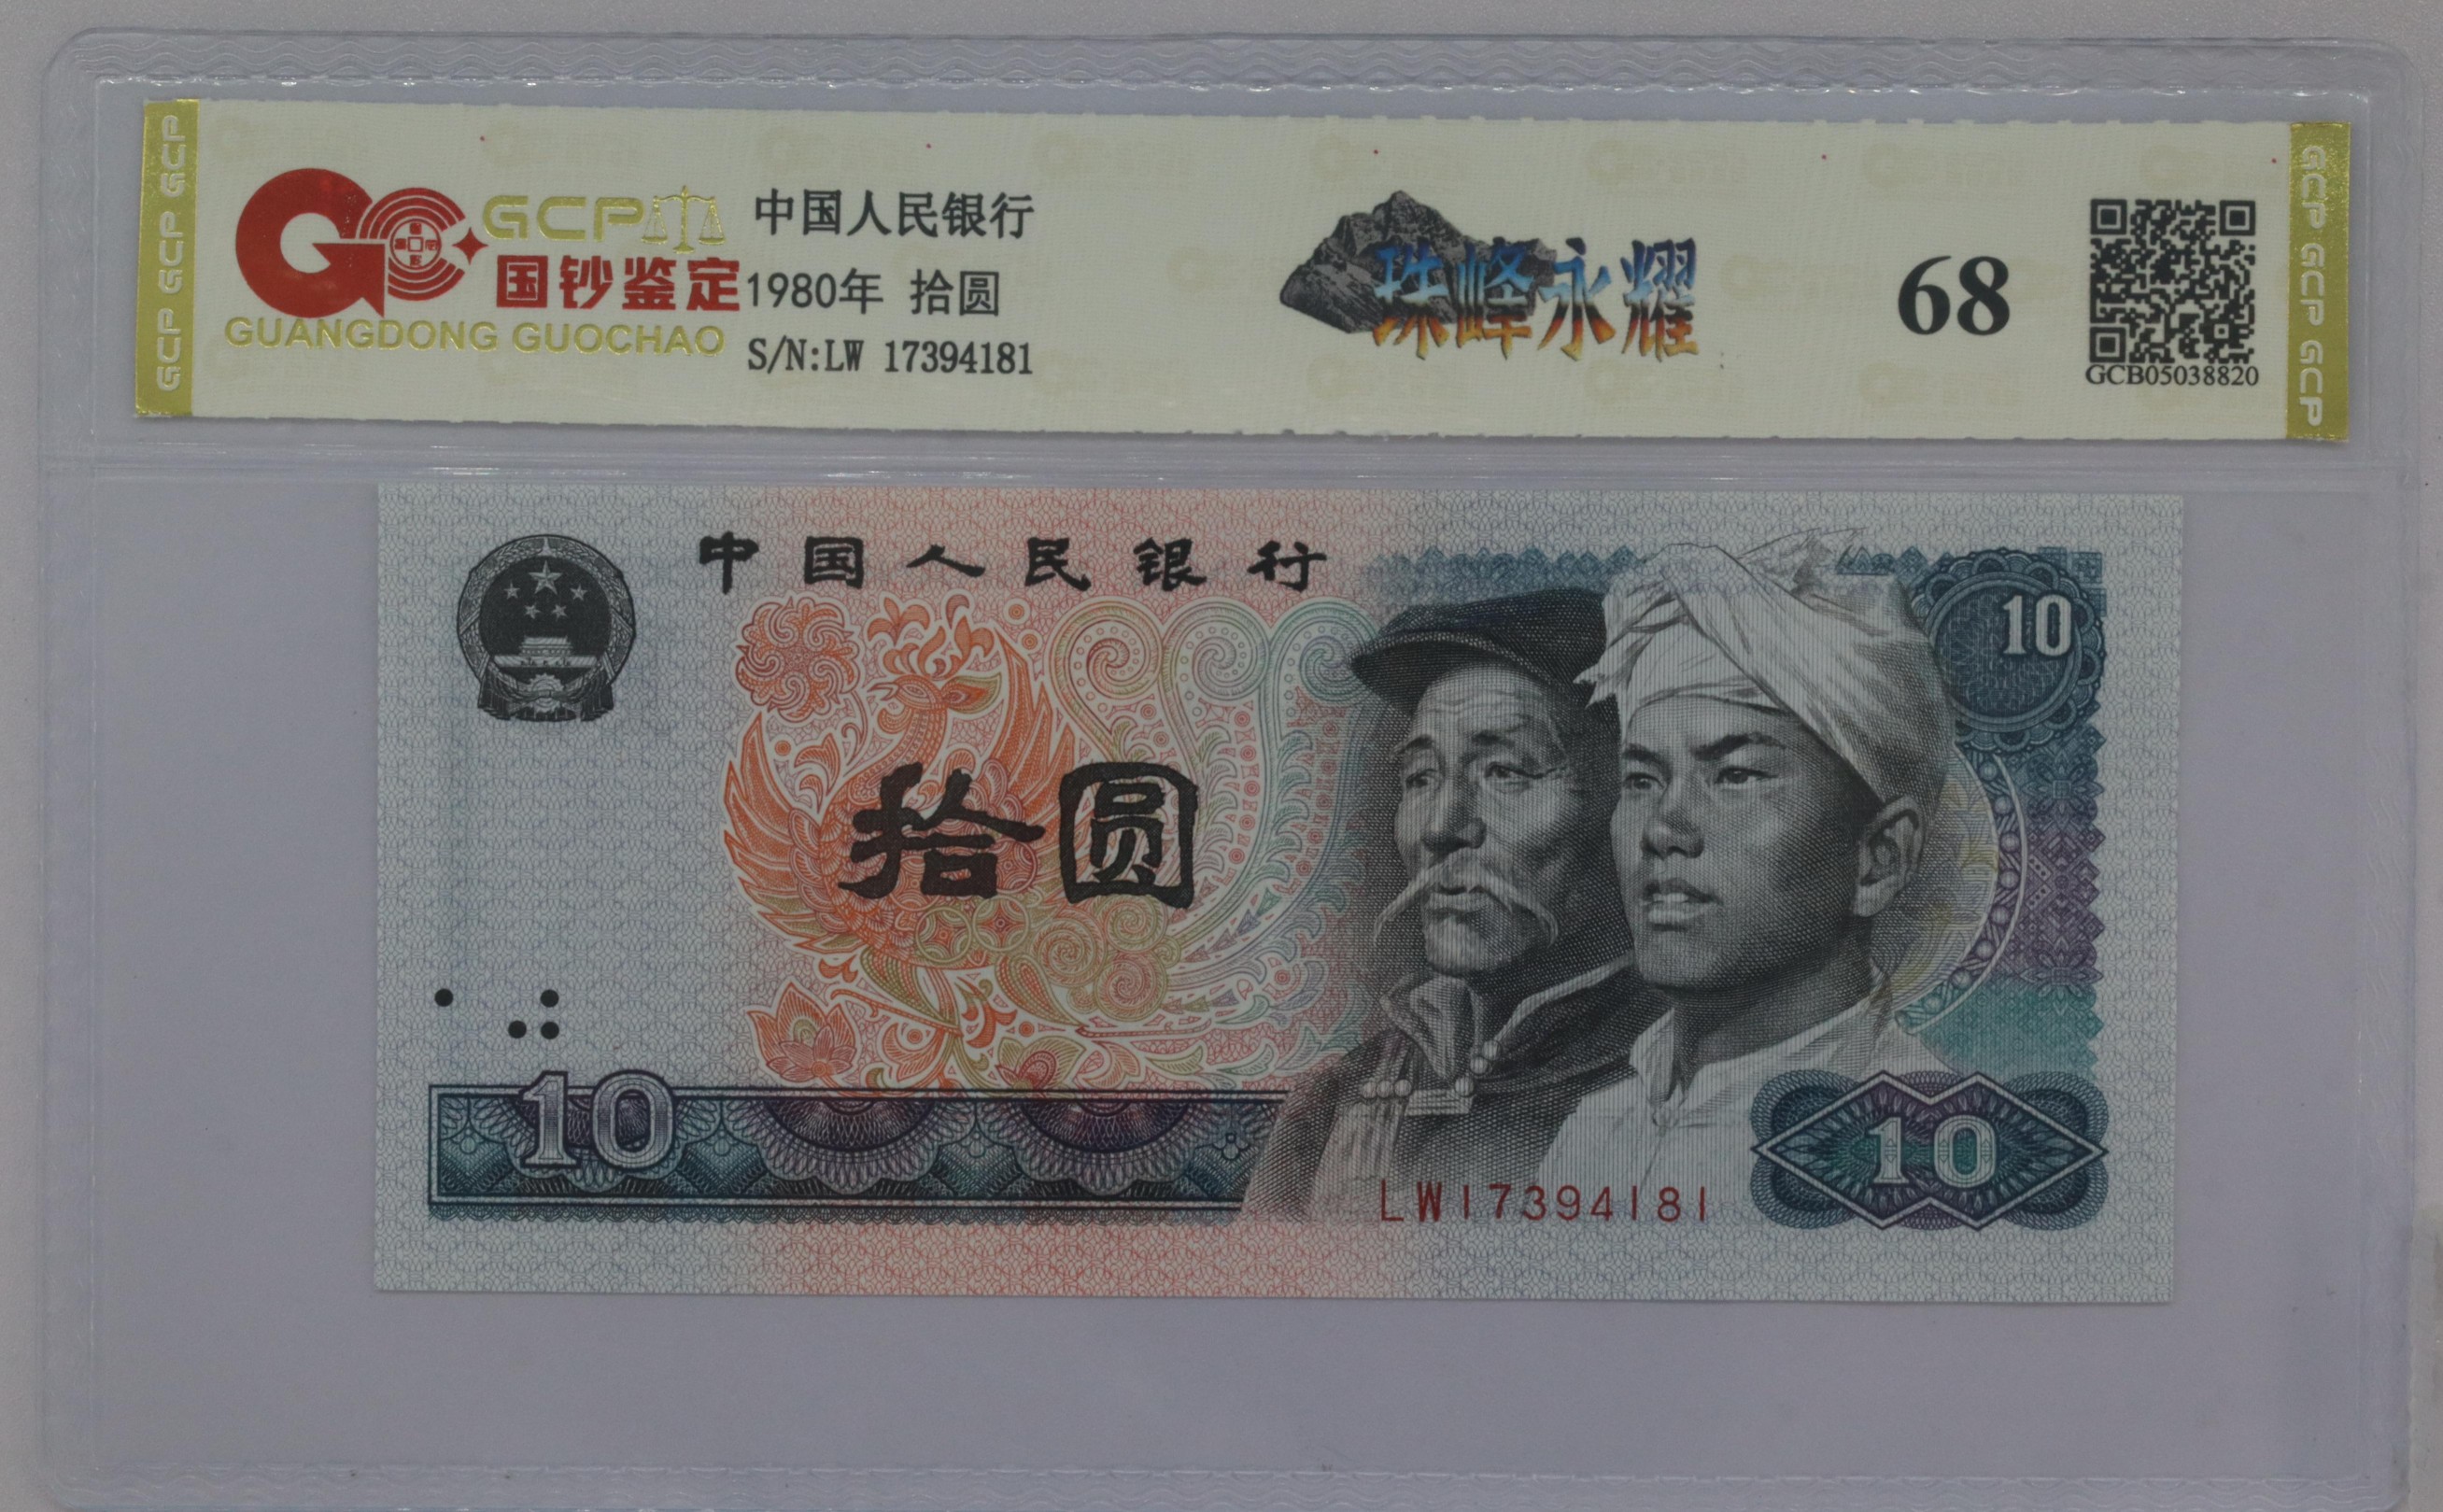 GCP GCP GCP
GCP
国钞鉴定
GUANGDONG GUOCHAO
中国人民银行
1980年 拾圆
S/N:LW 17394181
珠峰永耀
68
GCB05038820
GCP GCP GCP
中国人民银行
10
拾圆
10
LW17394181
10